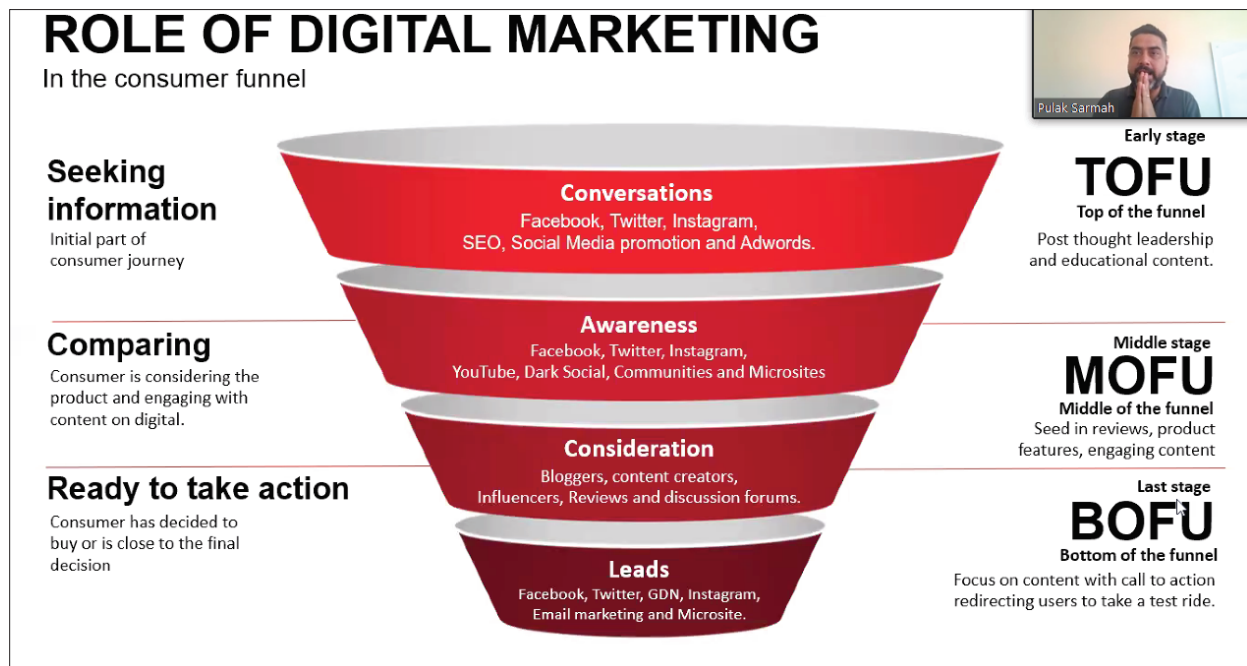 ROLE OF DIGITAL MARKETING
In the consumer funnel
Pulak Sarmah
Seeking
information
Initial part of
consumer journey
Conversations
Facebook, Twitter, Instagram,
SEO, Social Media promotion and Adwords.
Early stage
TOFU
Top of the funnel
Post thought leadership
and educational content.
Comparing
Consumer is considering the
product and engaging with
content on digital.
Awareness
Facebook, Twitter, Instagram,
YouTube, Dark Social, Communities and Microsites
Middle stage
MOFU
Middle of the funnel
Seed in reviews, product
features, engaging content
Consideration
Bloggers, content creators,
Influencers, Reviews and discussion forums.
Ready to take action
Consumer has decided to
buy or is close to the final
decision
Leads
Facebook, Twitter, GDN, Instagram,
Email marketing and Microsite.
Last stage
BOFU
Bottom of the funnel
Focus on content with call to action
redirecting users to take a test ride.